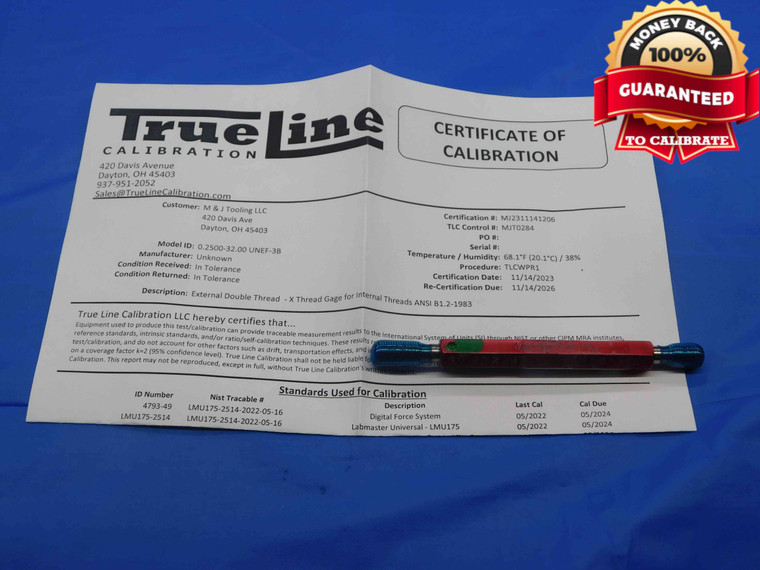 MONEY BACK
100%
GUARANTEED
TO CALIBRATE
True Line
CALIBRATION
420 Davis Avenue
Dayton, OH 45403
937-951-2052
Sales@TrueLineCalibration.com
CERTIFICATE OF
CALIBRATION
Customer: M & J Tooling LLC
420 Davis Ave
Dayton, OH 45403
Model ID: 0.2500-32.00 UNEF-3B
Manufacturer: Unknown
Condition Received: In Tolerance
Condition Returned: In Tolerance
Certification #: MJ2311141206
TLC Control #: MJT0284
PO #:
Serial #:
Temperature / Humidity: 68.1°F (20.1°C) / 38%
Procedure: TLCWPR1
Certification Date: 11/14/2023
Re-Certification Due: 11/14/2026
Description: External Double Thread - X Thread Gage for Internal Threads ANSI B1.2-1983
True Line Calibration LLC hereby certifies that...
Equipment used to produce this test/calibration can provide traceable measurement results to the International System of Units (SI) through NIST or other CIPM MRA institutes,
reference standards, intrinsic standards, and/or ratio/self-calibration techniques. These results
test/calibration, and do not account for other factors such as drift, transportation effects, and
on a coverage factor k=2 (95% confidence level). True Line Calibration shall not be held liable
Calibration. This report may not be reproduced, except in full, without True Line Calibration's
Standards Used for Calibration
ID Number Nist Tracable # Description Last Cal Cal Due
4793-49 LMU175-2514-2022-05-16 Digital Force System 05/2022 05/2024
LMU175-2514 LMU175-2514-2022-05-16 Labmaster Universal - LMU175 05/2022 05/2024